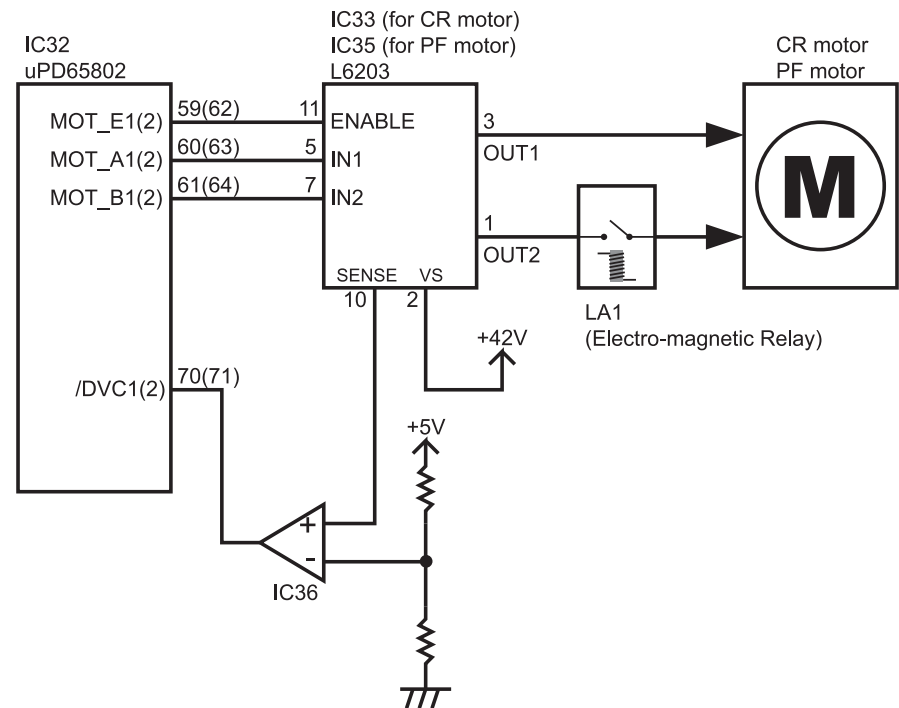 IC32
uPD65802
IC33 (for CR motor)
IC35 (for PF motor)
L6203
CR motor
PF motor
MOT_E1(2)
59(62)
11
ENABLE
MOT_A1(2)
60(63)
5
IN1
MOT_B1(2)
61(64)
7
IN2
3
OUT1
1
OUT2
M
SENSE
VS
10
2
LA1
(Electro-magnetic Relay)
+42V
/DVC1(2)
70(71)
+5V
+
-
IC36